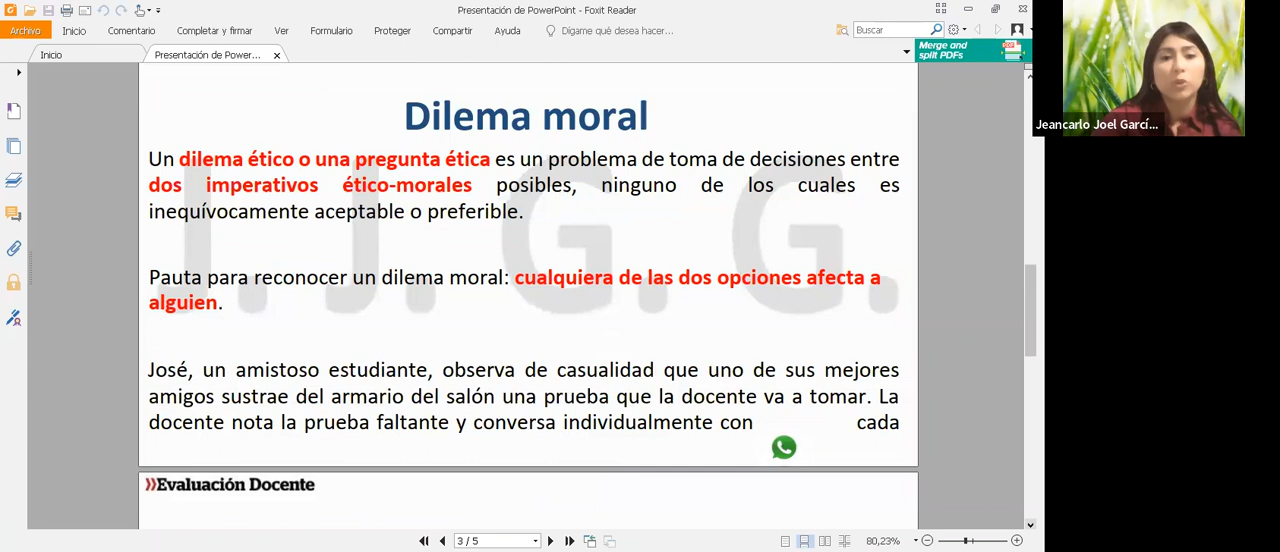 Presentación de PowerPoint - Foxit Reader
Archivo Inicio Comentario Completar y firmar Ver Formulario Proteger Compartir Ayuda Dígame qué desea hacer... Buscar
Inicio Presentación de Power...
Merge and
split PDFs
Dilema moral
Un dilema ético o una pregunta ética es un problema de toma de decisiones entre
dos imperativos ético-morales posibles, ninguno de los cuales es
inequívocamente aceptable o preferible.
Pauta para reconocer un dilema moral: cualquiera de las dos opciones afecta a
alguien.
José, un amistoso estudiante, observa de casualidad que uno de sus mejores
amigos sustrae del armario del salón una prueba que la docente va a tomar. La
docente nota la prueba faltante y conversa individualmente con cada
J. J. G. G.
Evaluación Docente
3 / 5
80,23%
Jeancarlo Joel Garcí...